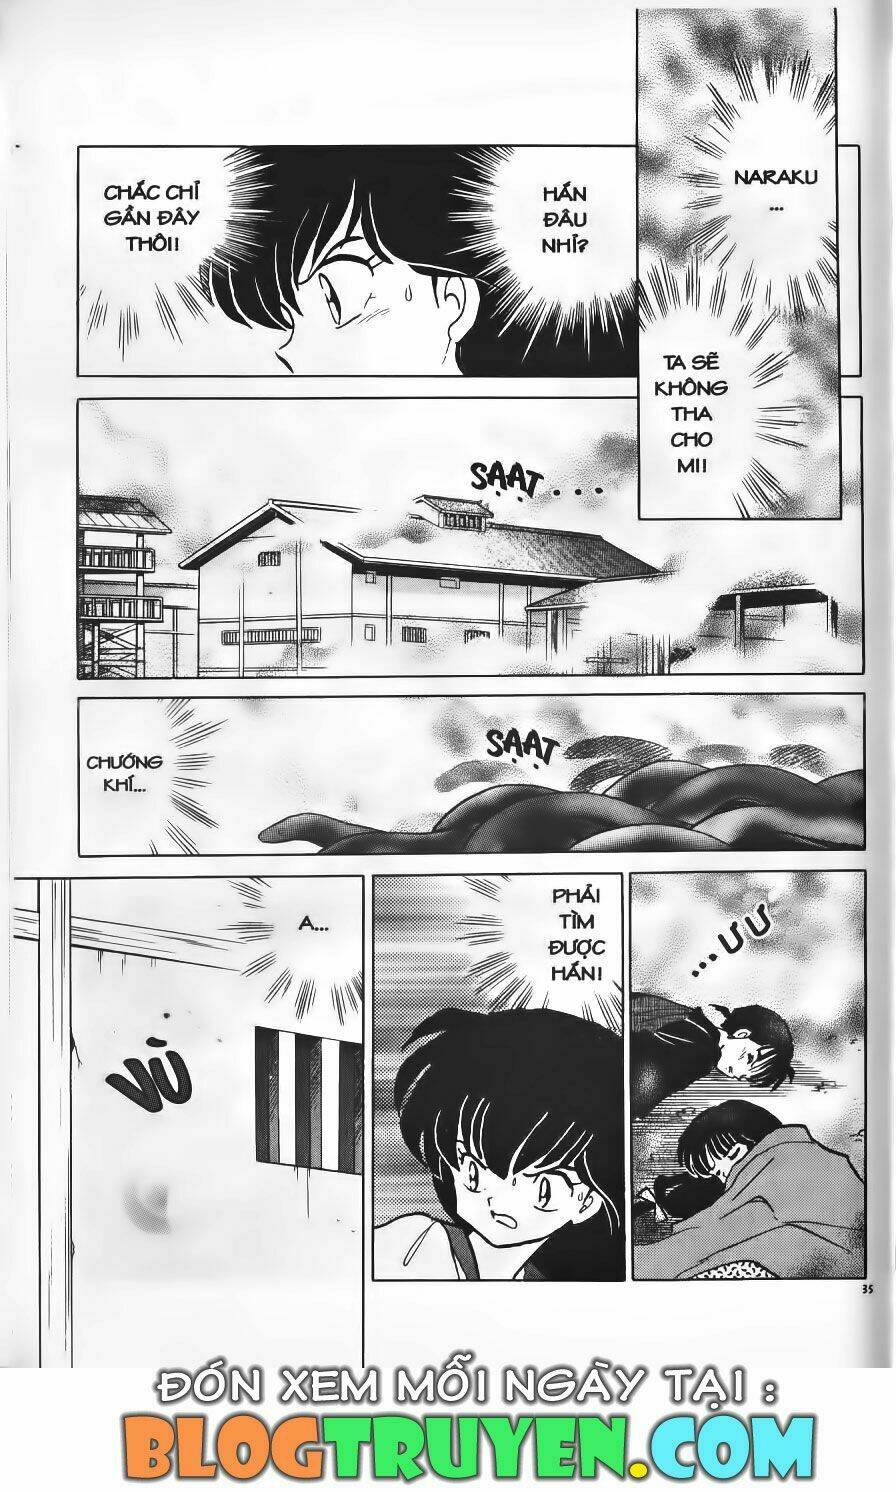 NARAKU
...
TA SẼ
KHÔNG
THA
CHO
MI!
HẮN
ĐÂU
NHỈ?
CHẮC CHỈ
GẦN ĐÂY
THÔI!
SẠẠT...
SẠẠT
CHƯỚNG
KHÍ...
...ƯƯ
PHẢI
TÌM
ĐƯỢC
HẮN!
A...
VÙ
35
ĐÓN XEM MỖI NGÀY TẠI :
BLOGTRUYEN.COM